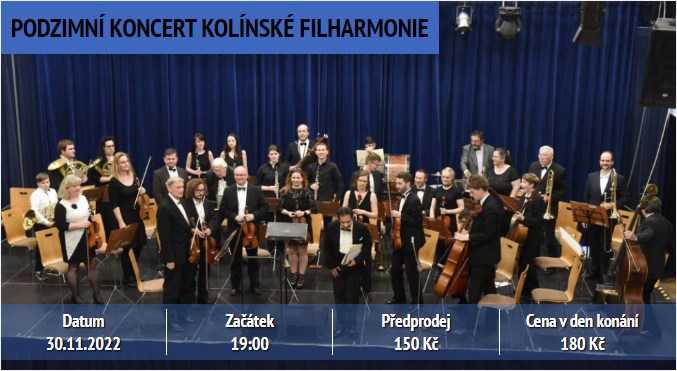 PODZIMNÍ KONCERT KOLÍNSKÉ FILHARMONIE
Datum
30.11.2022
Začátek
19:00
Předprodej
150 Kč
Cena v den konání
180 Kč